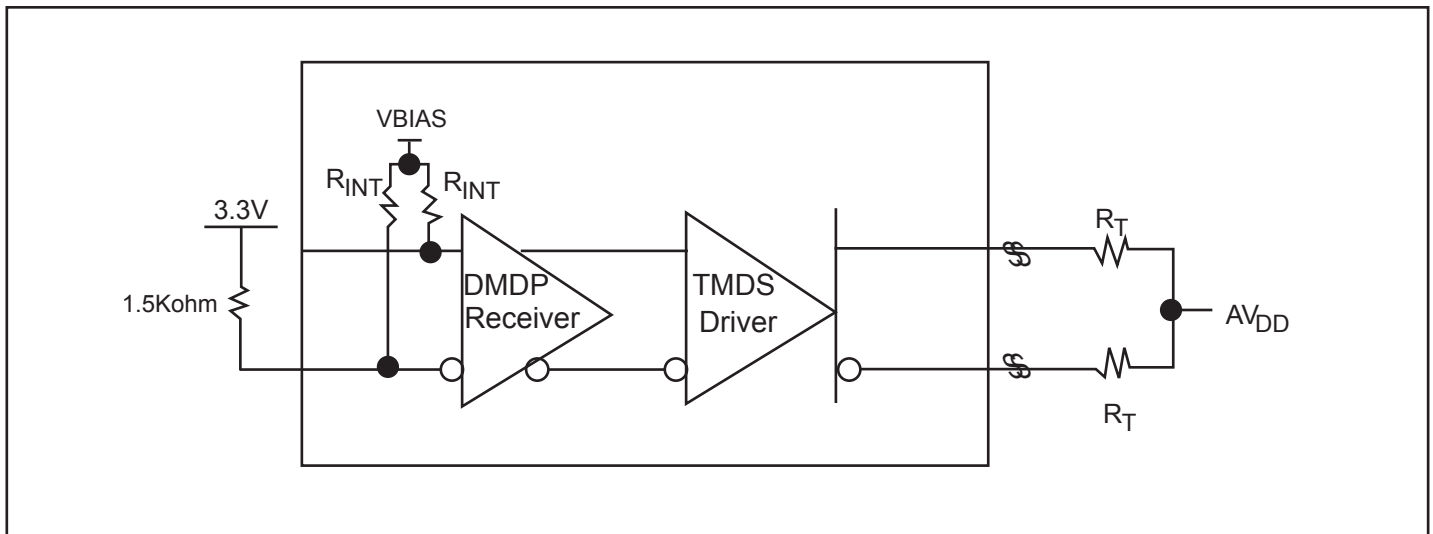 VBIAS
RINT
RINT
3.3V
1.5Kohm
DMDP
Receiver
TMDS
Driver
RT
AVDD
RT